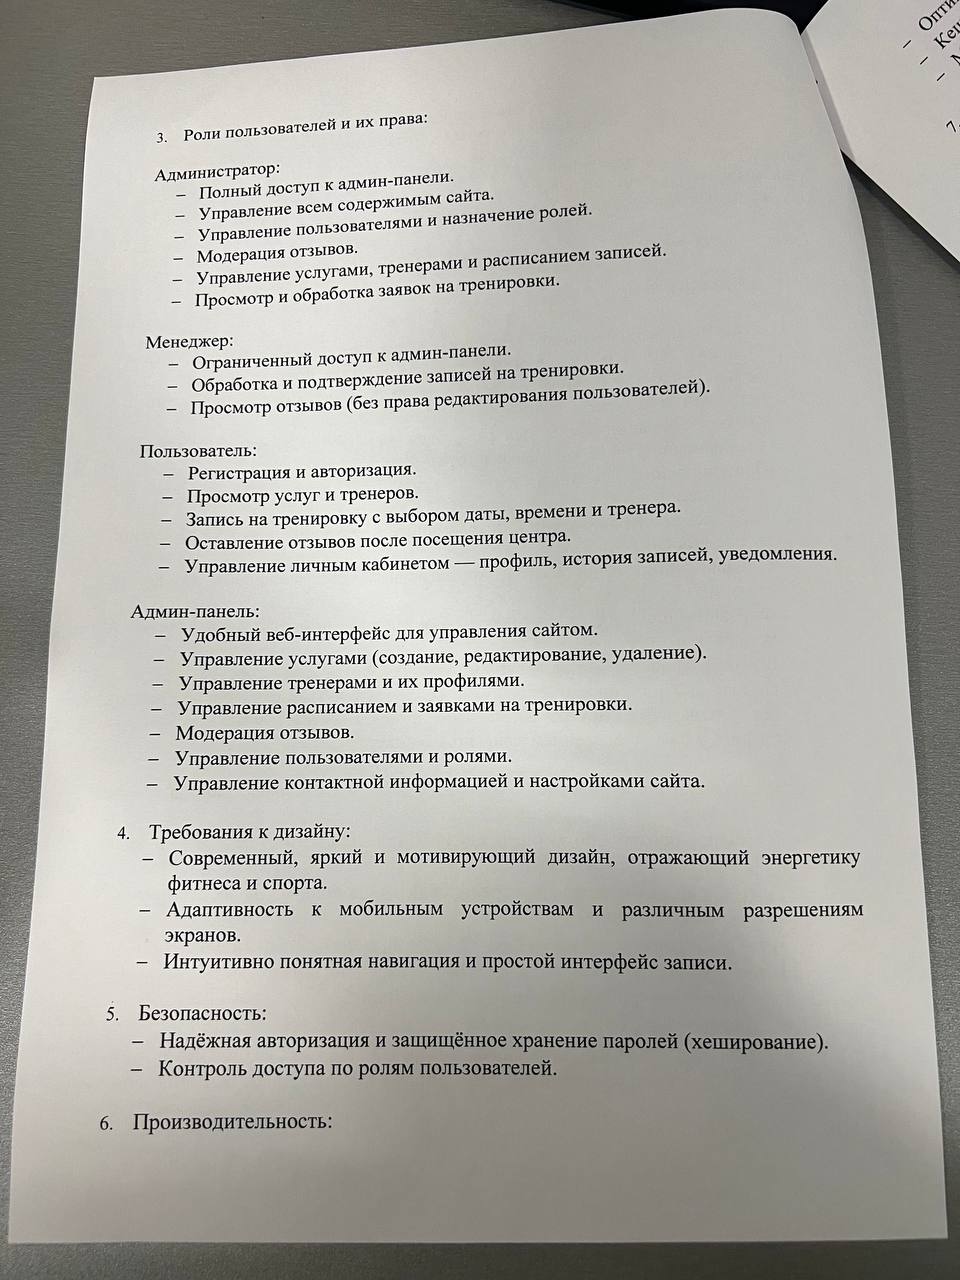 3. Роли пользователей и их права:
Администратор:
– Полный доступ к админ-панели.
– Управление всем содержимым сайта.
– Управление пользователями и назначение ролей.
– Модерация отзывов.
– Управление услугами, тренерами и расписанием записей.
– Просмотр и обработка заявок на тренировки.
Менеджер:
– Ограниченный доступ к админ-панели.
– Обработка и подтверждение записей на тренировки.
– Просмотр отзывов (без права редактирования пользователей).
Пользователь:
– Регистрация и авторизация.
– Просмотр услуг и тренеров.
– Запись на тренировку с выбором даты, времени и тренера.
– Оставление отзывов после посещения центра.
– Управление личным кабинетом — профиль, история записей, уведомления.
Админ-панель:
– Удобный веб-интерфейс для управления сайтом.
– Управление услугами (создание, редактирование, удаление).
– Управление тренерами и их профилями.
– Управление расписанием и заявками на тренировки.
– Модерация отзывов.
– Управление пользователями и ролями.
– Управление контактной информацией и настройками сайта.
4. Требования к дизайну:
– Современный, яркий и мотивирующий дизайн, отражающий энергетику
фитнеса и спорта.
– Адаптивность к мобильным устройствам и различным разрешениям
экранов.
– Интуитивно понятная навигация и простой интерфейс записи.
5. Безопасность:
– Надёжная авторизация и защищённое хранение паролей (хеширование).
– Контроль доступа по ролям пользователей.
6. Производительность: